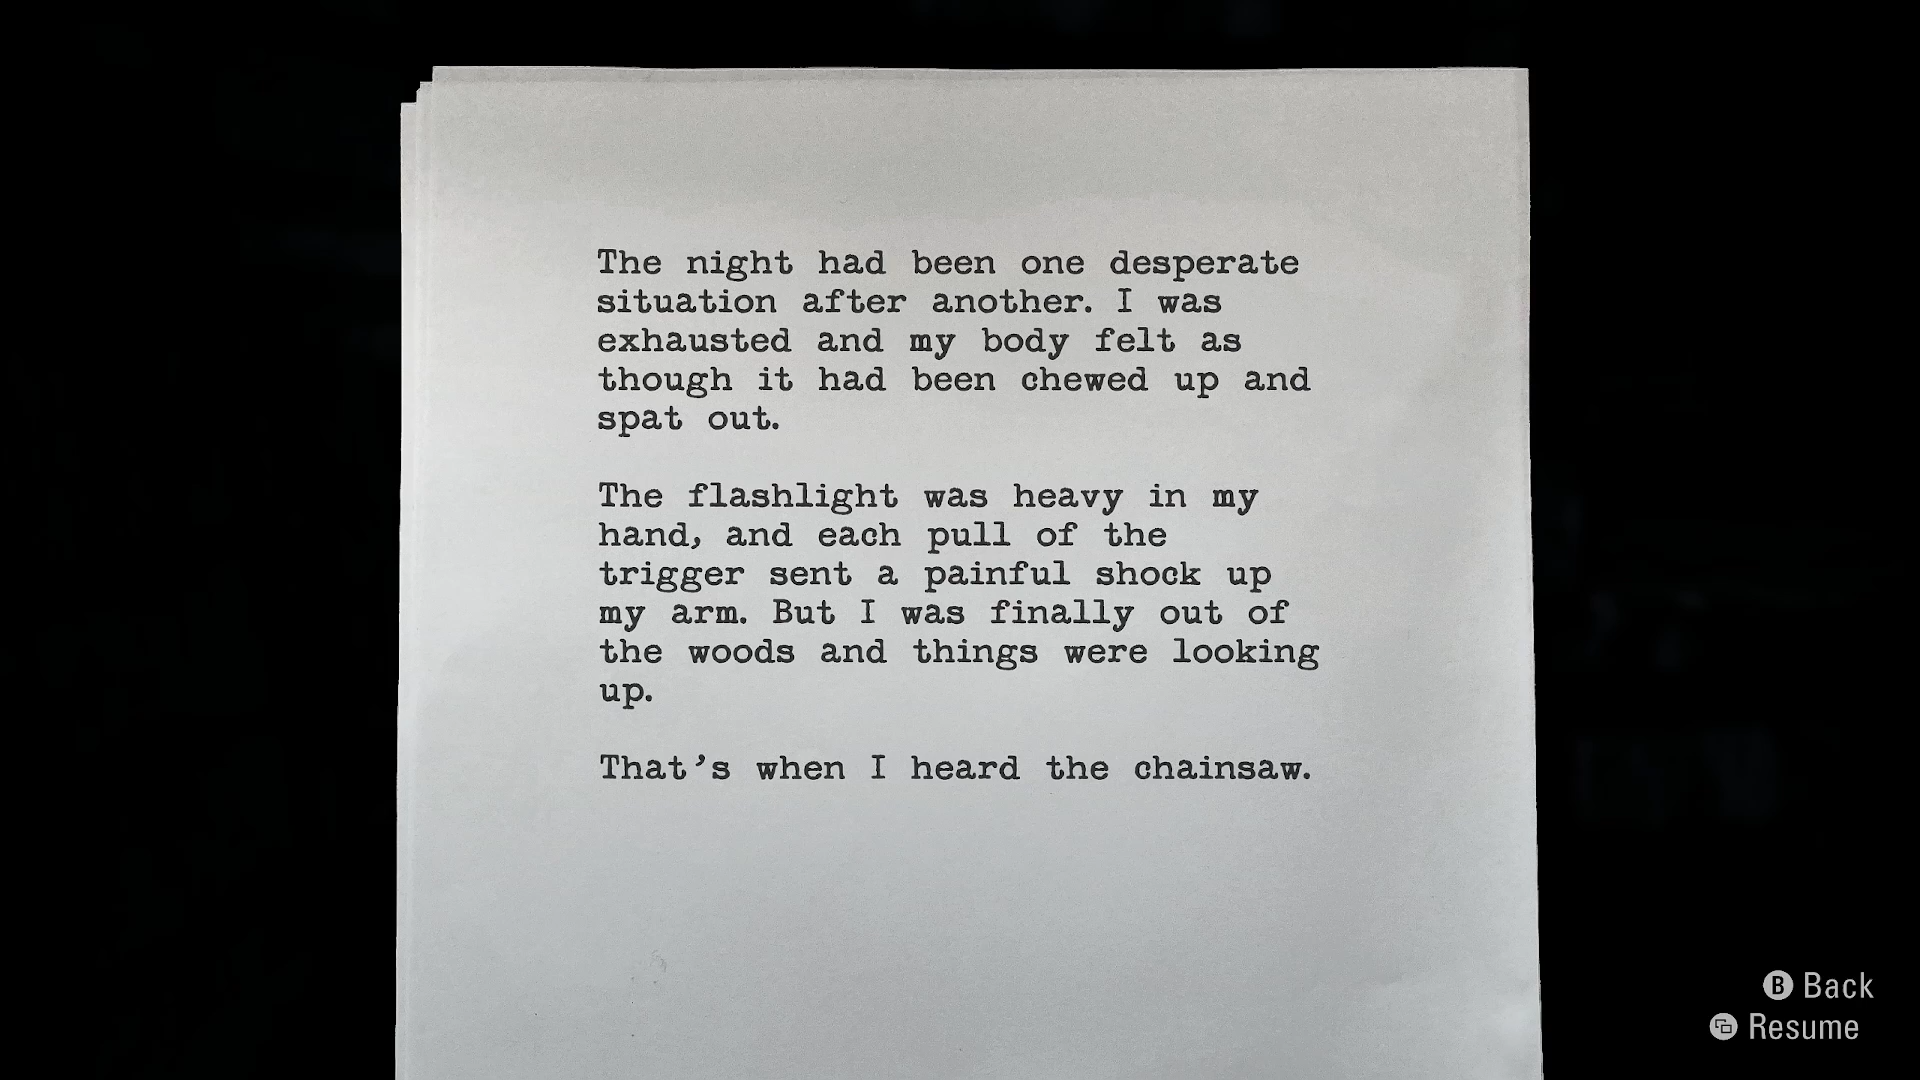 The night had been one desperate
situation after another. I was
exhausted and my body felt as
though it had been chewed up and
spat out.
The flashlight was heavy in my
hand, and each pull of the
trigger sent a painful shock up
my arm. But I was finally out of
the woods and things were looking
up.
That's when I heard the chainsaw.
B Back
Resume